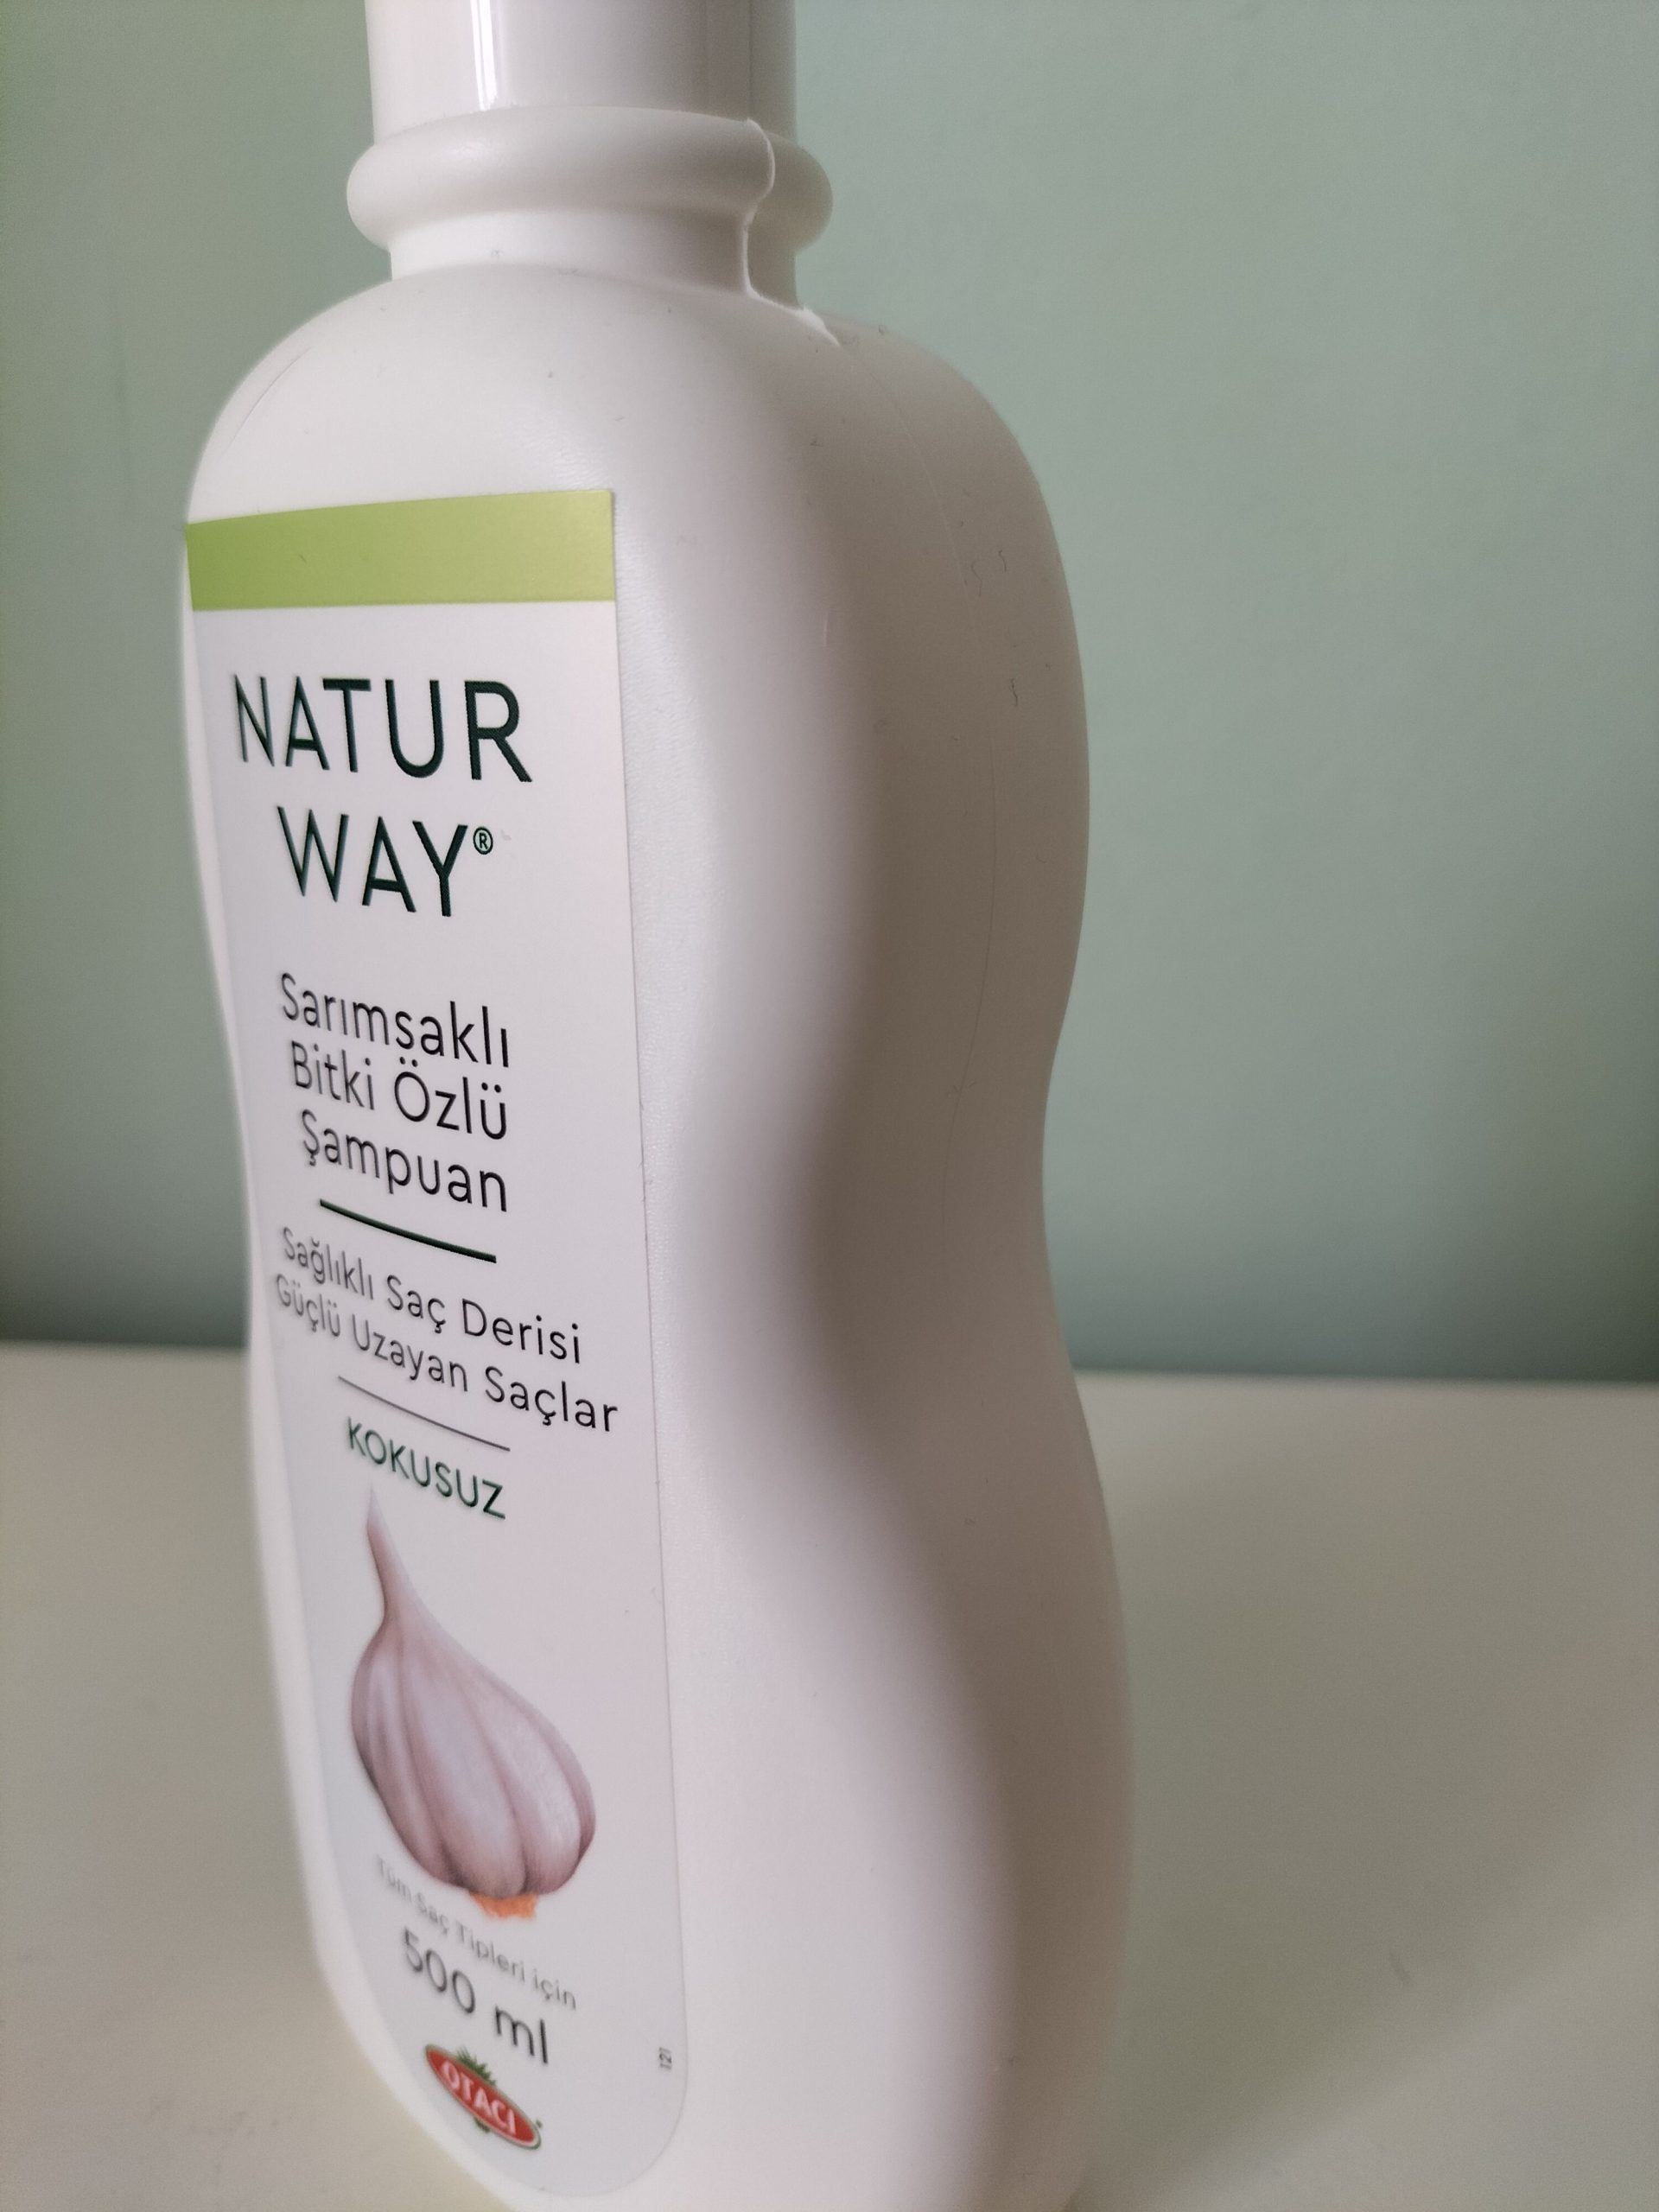 NATUR
WAY®
Sarımsaklı
Bitki Özlü
Şampuan
Sağlıklı Saç Derisi
Güçlü Uzayan Saçlar
KOKUSUZ
Tüm Saç Tipleri için
500 ml
OTACI
121